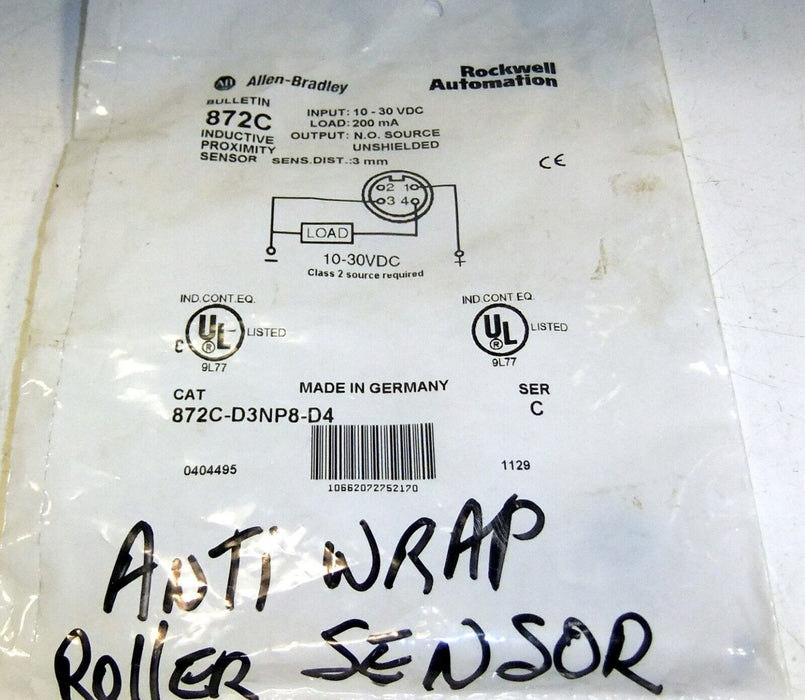 AB Allen-Bradley
Rockwell
Automation
BULLETIN
872C
INDUCTIVE
PROXIMITY
SENSOR
INPUT: 10 - 30 VDC
LOAD: 200 mA
OUTPUT: N.O. SOURCE
UNSHIELDED
SENS.DIST.:3 mm
CE
2 1
3 4
LOAD
− +
10-30VDC
Class 2 source required
IND.CONT.EQ.
C UL ® LISTED
9L77
IND.CONT.EQ.
UL ® LISTED
9L77
CAT
872C-D3NP8-D4
MADE IN GERMANY
SER
C
0404495
10662072752170
1129
ANTI WRAP
ROllER SENSOR